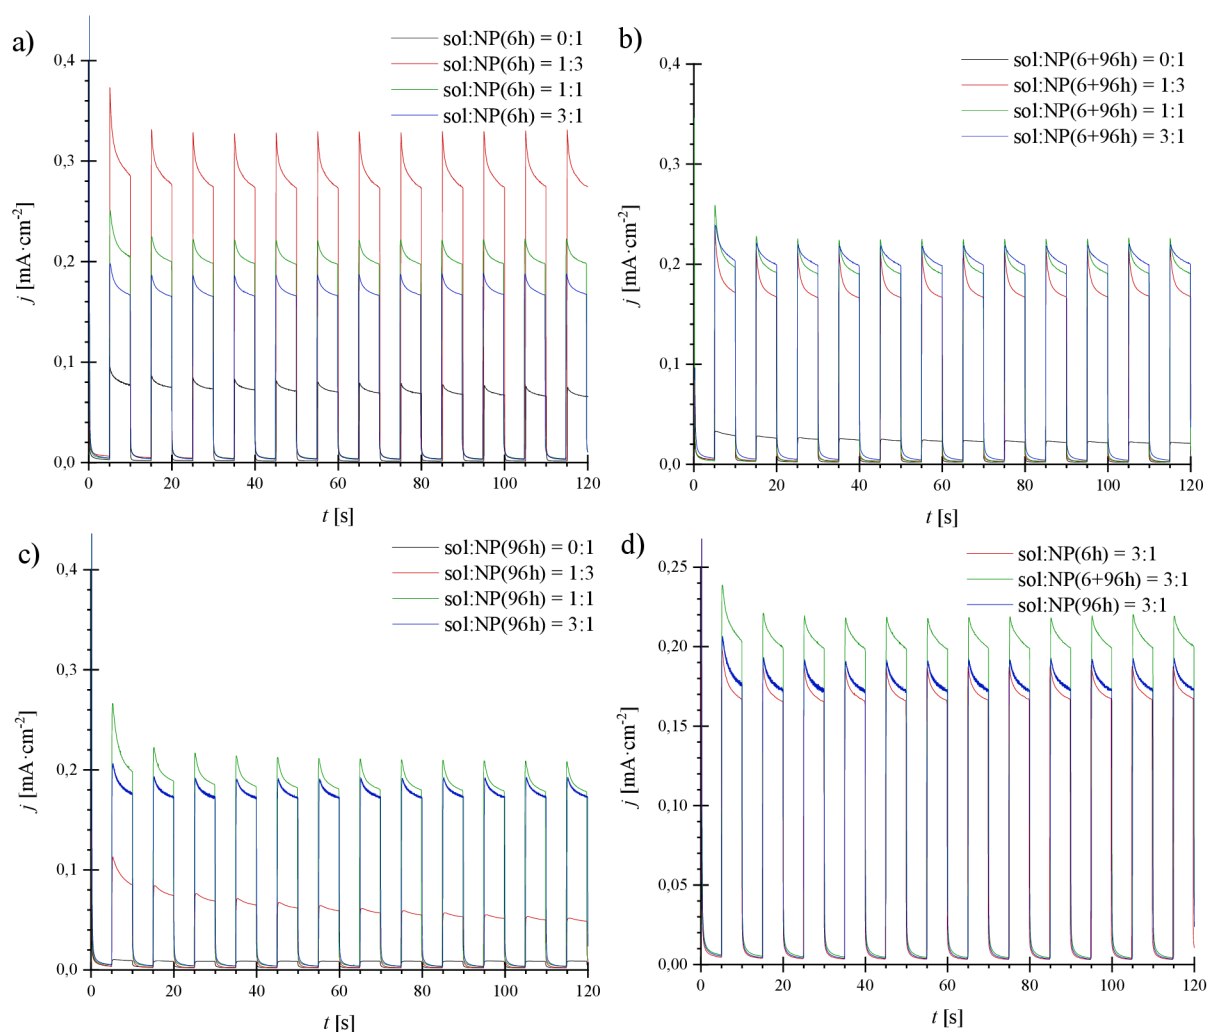 a)
sol:NP(6h) = 0:1
sol:NP(6h) = 1:3
sol:NP(6h) = 1:1
sol:NP(6h) = 3:1
0,4
0,3
0,2
0,1
0,0
j [mA·cm⁻²]
0 20 40 60 80 100 120
t [s]
b)
sol:NP(6+96h) = 0:1
sol:NP(6+96h) = 1:3
sol:NP(6+96h) = 1:1
sol:NP(6+96h) = 3:1
0,4
0,3
0,2
0,1
0,0
j [mA·cm⁻²]
0 20 40 60 80 100 120
t [s]
c)
sol:NP(96h) = 0:1
sol:NP(96h) = 1:3
sol:NP(96h) = 1:1
sol:NP(96h) = 3:1
0,4
0,3
0,2
0,1
0,0
j [mA·cm⁻²]
0 20 40 60 80 100 120
t [s]
d)
sol:NP(6h) = 3:1
sol:NP(6+96h) = 3:1
sol:NP(96h) = 3:1
0,25
0,20
0,15
0,10
0,05
0,00
j [mA·cm⁻²]
0 20 40 60 80 100 120
t [s]